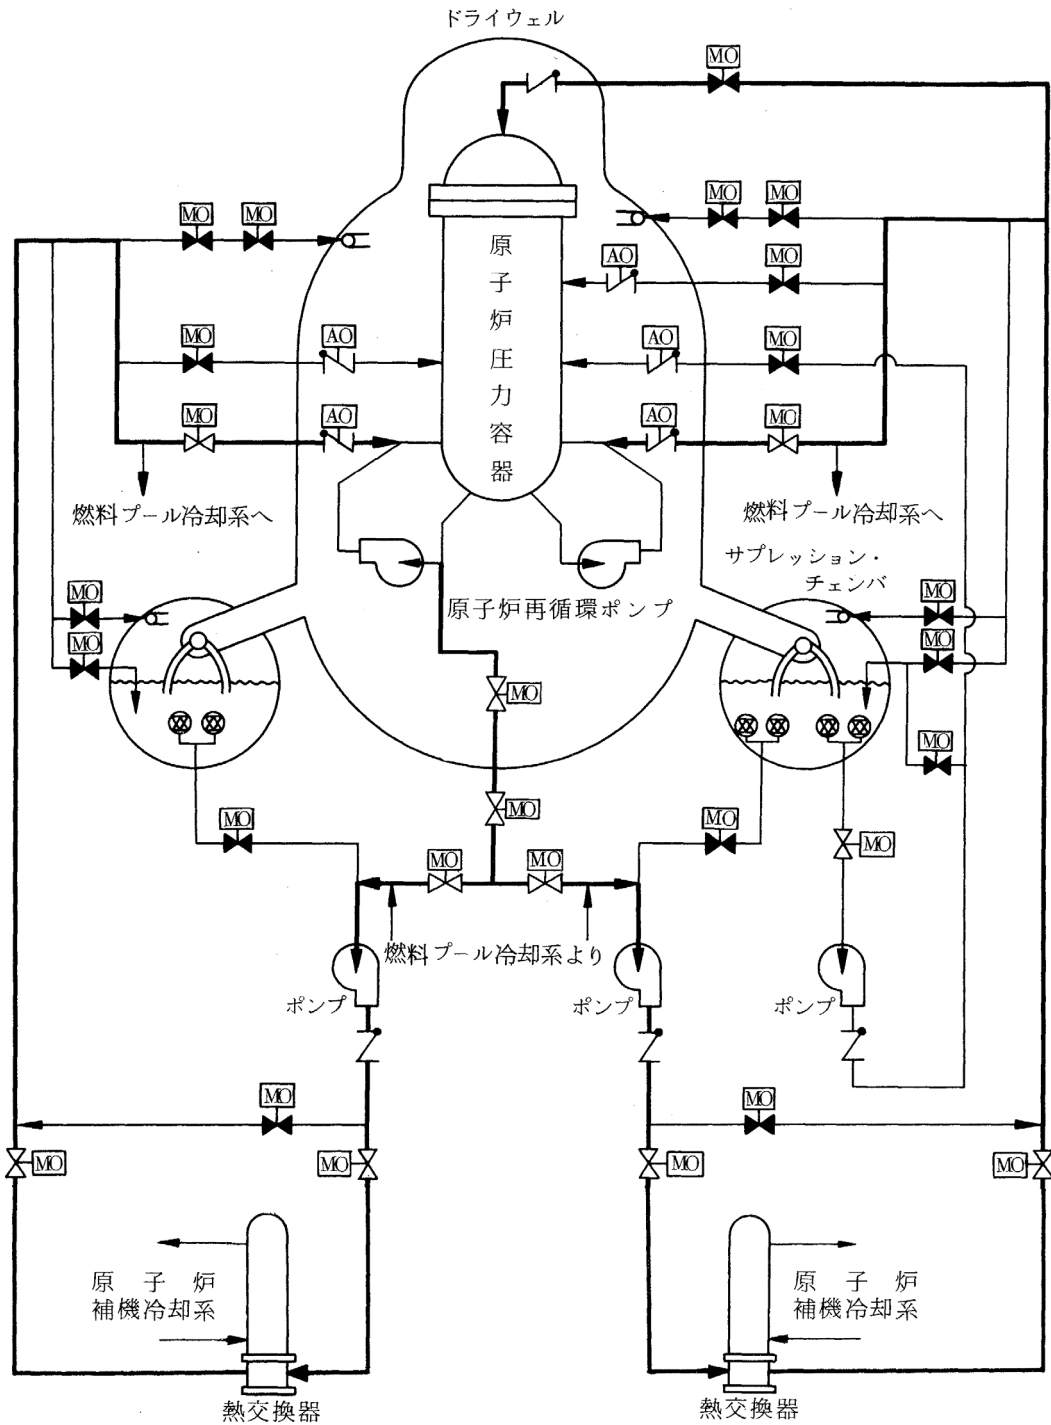 ドライウェル
MO
MO
MO
MO
MO
AO
MO
原子炉圧力容器
MO
AO
AO
MO
MO
AO
AO
MO
燃料プール冷却系へ
燃料プール冷却系へ
サプレッション・
チェンバ
MO
MO
原子炉再循環ポンプ
MO
MO
MO
MO
MO
MO
MO
MO
MO
MO
燃料プール冷却系より
ポンプ
ポンプ
ポンプ
MO
MO
MO
MO
MO
MO
原子炉
補機冷却系
原子炉
補機冷却系
熱交換器
熱交換器